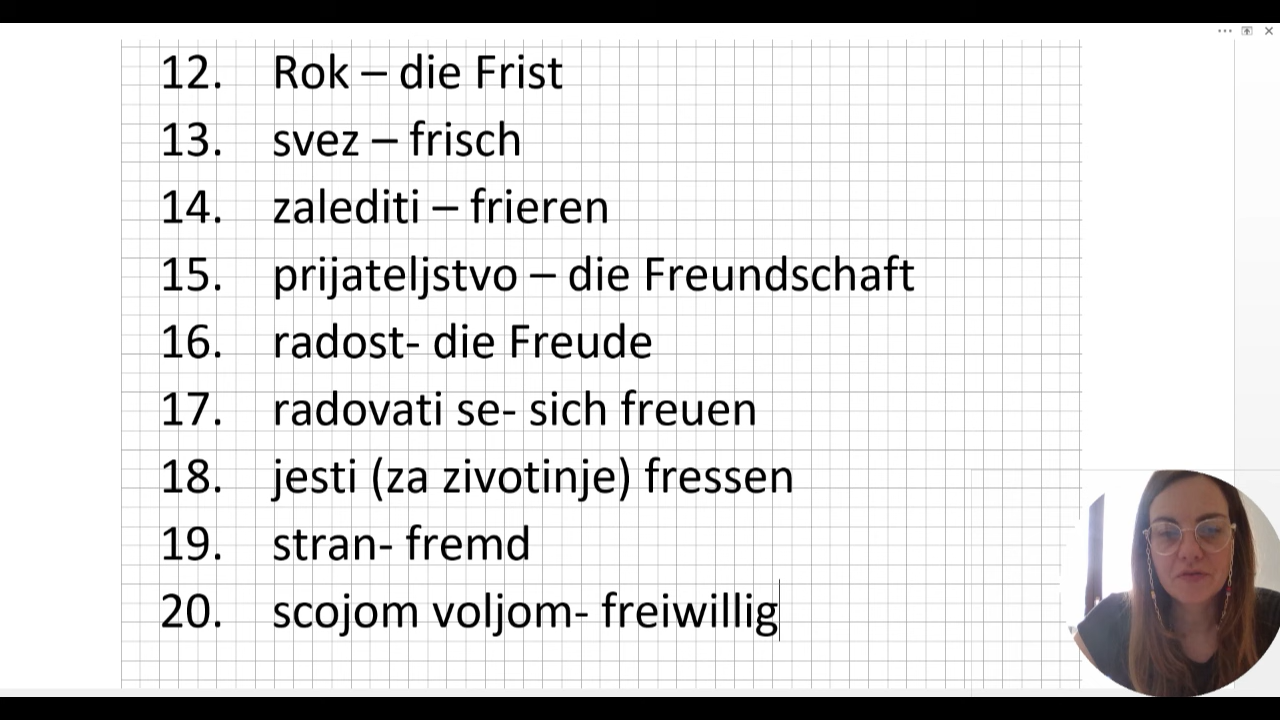 12. Rok – die Frist
13. svez – frisch
14. zalediti – frieren
15. prijateljstvo – die Freundschaft
16. radost- die Freude
17. radovati se- sich freuen
18. jesti (za zivotinje) fressen
19. stran- fremd
20. scojom voljom- freiwillig